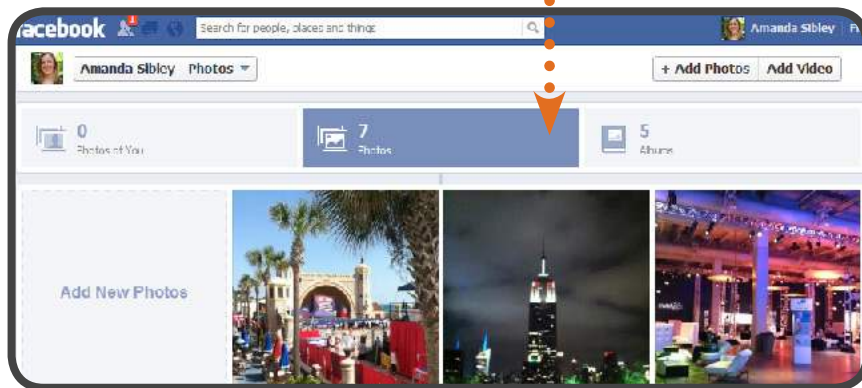 facebook
Search for people, places and things
Amanda Sibley
Amanda Sibley Photos
+ Add Photos Add Video
0
Photos of You
7
Photos
5
Albums
Add New Photos